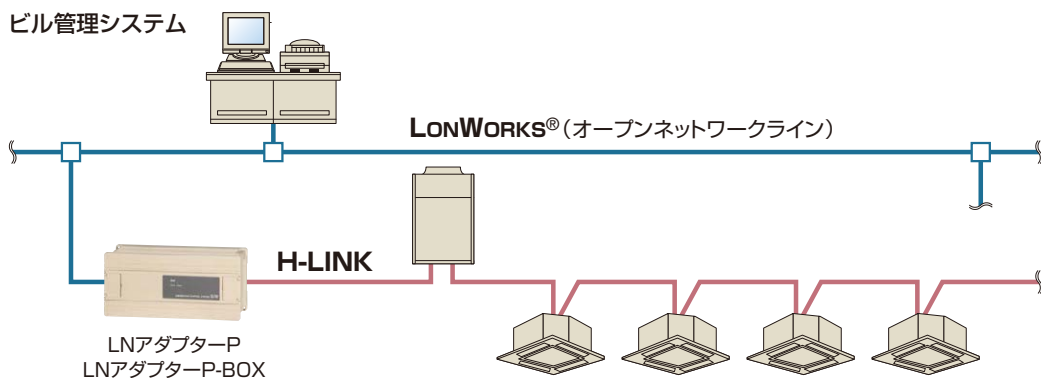 ビル管理システム
LONWORKS®（オープンネットワークライン）
H-LINK
LNアダプターP
LNアダプターP-BOX